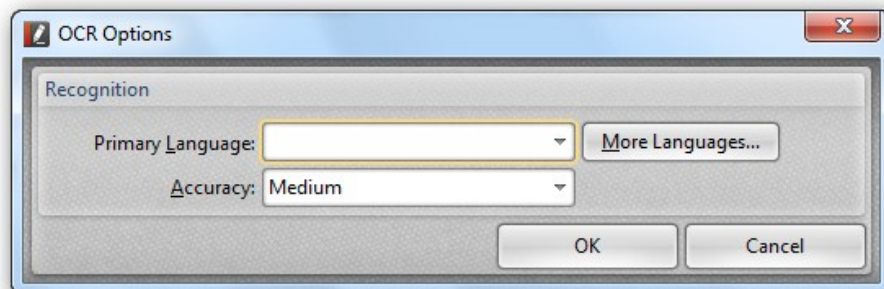 OCR Options
Recognition
Primary Language:
More Languages...
Accuracy: Medium
OK
Cancel